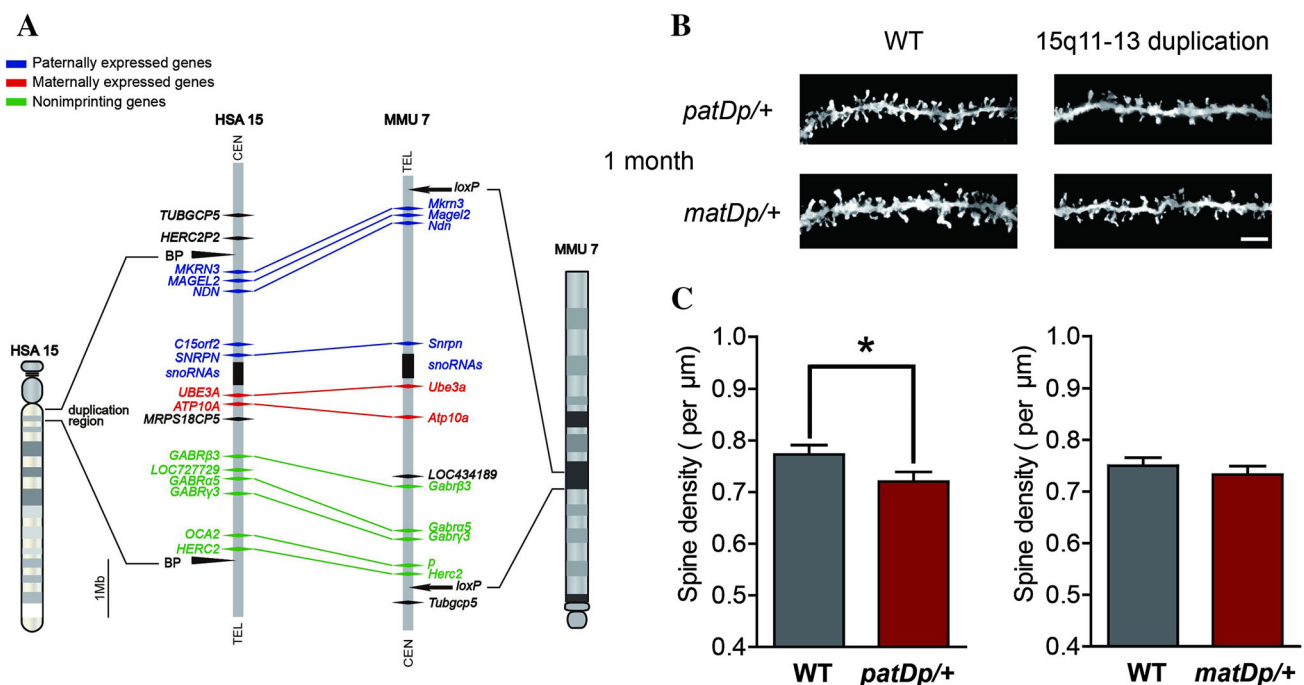 A
Paternally expressed genes
Maternally expressed genes
Nonimprinting genes
HSA 15
MMU 7
CEN
TEL
loxP
TUBGCP5
HERC2P2
BP
MKRN3
MAGEL2
NDN
Mkrn3
Magel2
Ndn
MMU 7
C15orf2
SNRPN
snoRNAs
Snrpn
snoRNAs
HSA 15
duplication
region
UBE3A
ATP10A
MRPS18CP5
Ube3a
Atp10a
GABRβ3
LOC727729
GABRα5
GABRγ3
LOC434189
Gabrβ3
Gabrα5
Gabrγ3
OCA2
HERC2
BP
p
Herc2
loxP
Tubgcp5
1Mb
TEL
CEN
B
WT
15q11-13 duplication
patDp/+
1 month
matDp/+
C
Spine density ( per µm)
1.0
0.9
0.8
0.7
0.6
0.5
0.4
*
WT
patDp/+
Spine density ( per µm)
1.0
0.9
0.8
0.7
0.6
0.5
0.4
WT
matDp/+